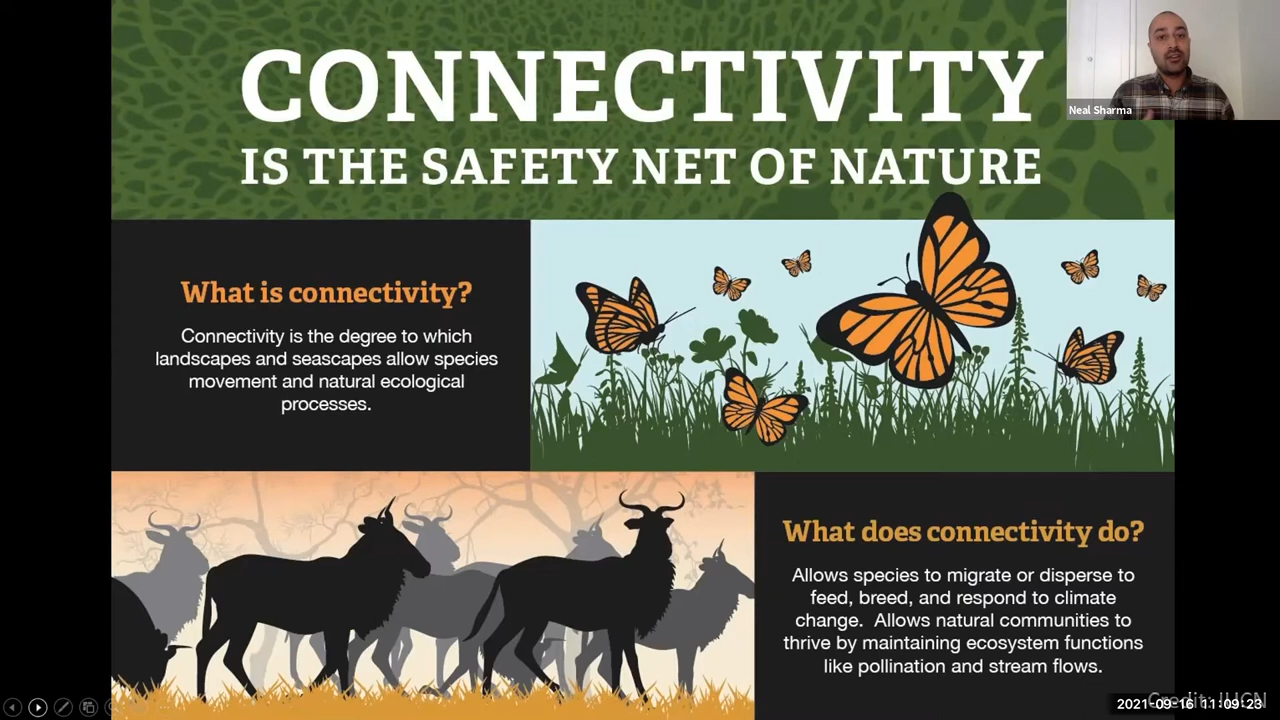 CONNECTIVITY
IS THE SAFETY NET OF NATURE
Neal Sharma
What is connectivity?
Connectivity is the degree to which
landscapes and seascapes allow species
movement and natural ecological
processes.
What does connectivity do?
Allows species to migrate or disperse to
feed, breed, and respond to climate
change. Allows natural communities to
thrive by maintaining ecosystem functions
like pollination and stream flows.
Credit: IUCN
2021-09-16 11:09:23